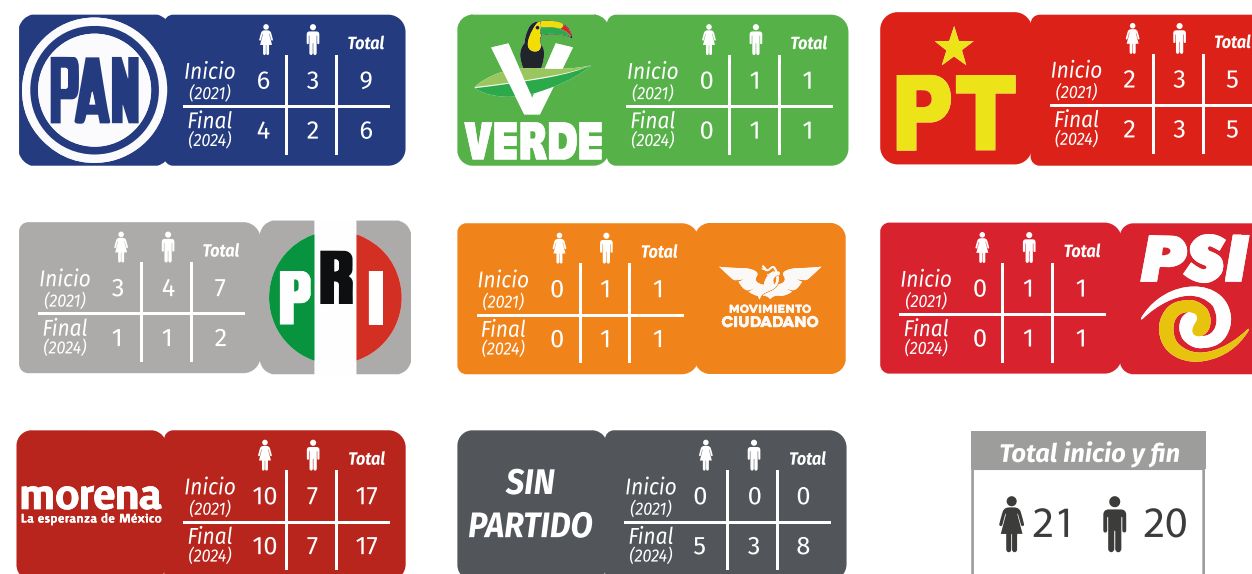 PAN
Total
Inicio 6 3 9
(2021)
Final 4 2 6
(2024)
VERDE
Total
Inicio 0 1 1
(2021)
Final 0 1 1
(2024)
PT
Total
Inicio 2 3 5
(2021)
Final 2 3 5
(2024)
Total
Inicio 3 4 7
(2021)
Final 1 1 2
(2024)
PRI
Total
Inicio 0 1 1
(2021)
Final 0 1 1
(2024)
MOVIMIENTO
CIUDADANO
Total
Inicio 0 1 1
(2021)
Final 0 1 1
(2024)
PSI
morena
La esperanza de México
Total
Inicio 10 7 17
(2021)
Final 10 7 17
(2024)
SIN
PARTIDO
Total
Inicio 0 0 0
(2021)
Final 5 3 8
(2024)
Total inicio y fin
21 20